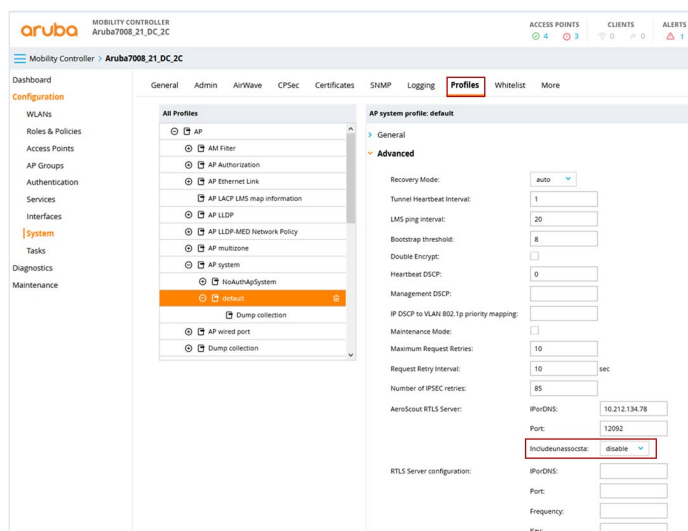 aruba
MOBILITY CONTROLLER
Aruba7008_21_DC_2C
ACCESS POINTS
4 3
CLIENTS
0 0
ALERTS
1
Mobility Controller > Aruba7008_21_DC_2C
Dashboard
Configuration
WLANs
Roles & Policies
Access Points
AP Groups
Authentication
Services
Interfaces
System
Tasks
Diagnostics
Maintenance
General Admin AirWave CPSec Certificates SNMP Logging Profiles Whitelist More
All Profiles
AP
AM Filter
AP Authorization
AP Ethernet Link
AP LACP LMS map information
AP LLDP
AP LLDP-MED Network Policy
AP multizone
AP system
NoAuthApSystem
default
Dump collection
AP wired port
Dump collection
AP system profile: default
General
Advanced
Recovery Mode: auto
Tunnel Heartbeat Interval: 1
LMS ping interval: 20
Bootstrap threshold: 8
Double Encrypt:
Heartbeat DSCP: 0
Management DSCP:
IP DSCP to VLAN 802.1p priority mapping:
Maintenance Mode:
Maximum Request Retries: 10
Request Retry Interval: 10 sec
Number of IPSEC retries: 85
AeroScout RTLS Server: IPorDNS: 10.212.134.78
Port: 12092
Includeunassocsta: disable
RTLS Server configuration: IPorDNS:
Port:
Frequency:
Key: